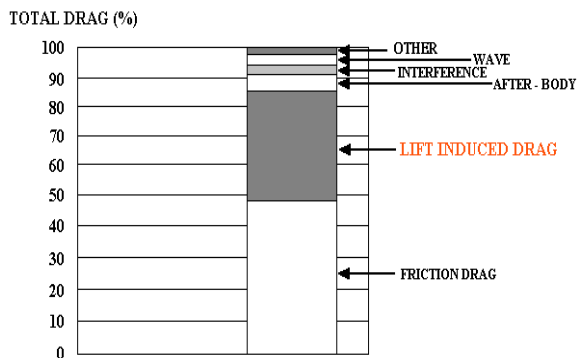 TOTAL DRAG (%)
100
90
80
70
60
50
40
30
20
10
0
OTHER
WAVE
INTERFERENCE
AFTER - BODY
LIFT INDUCED DRAG
FRICTION DRAG